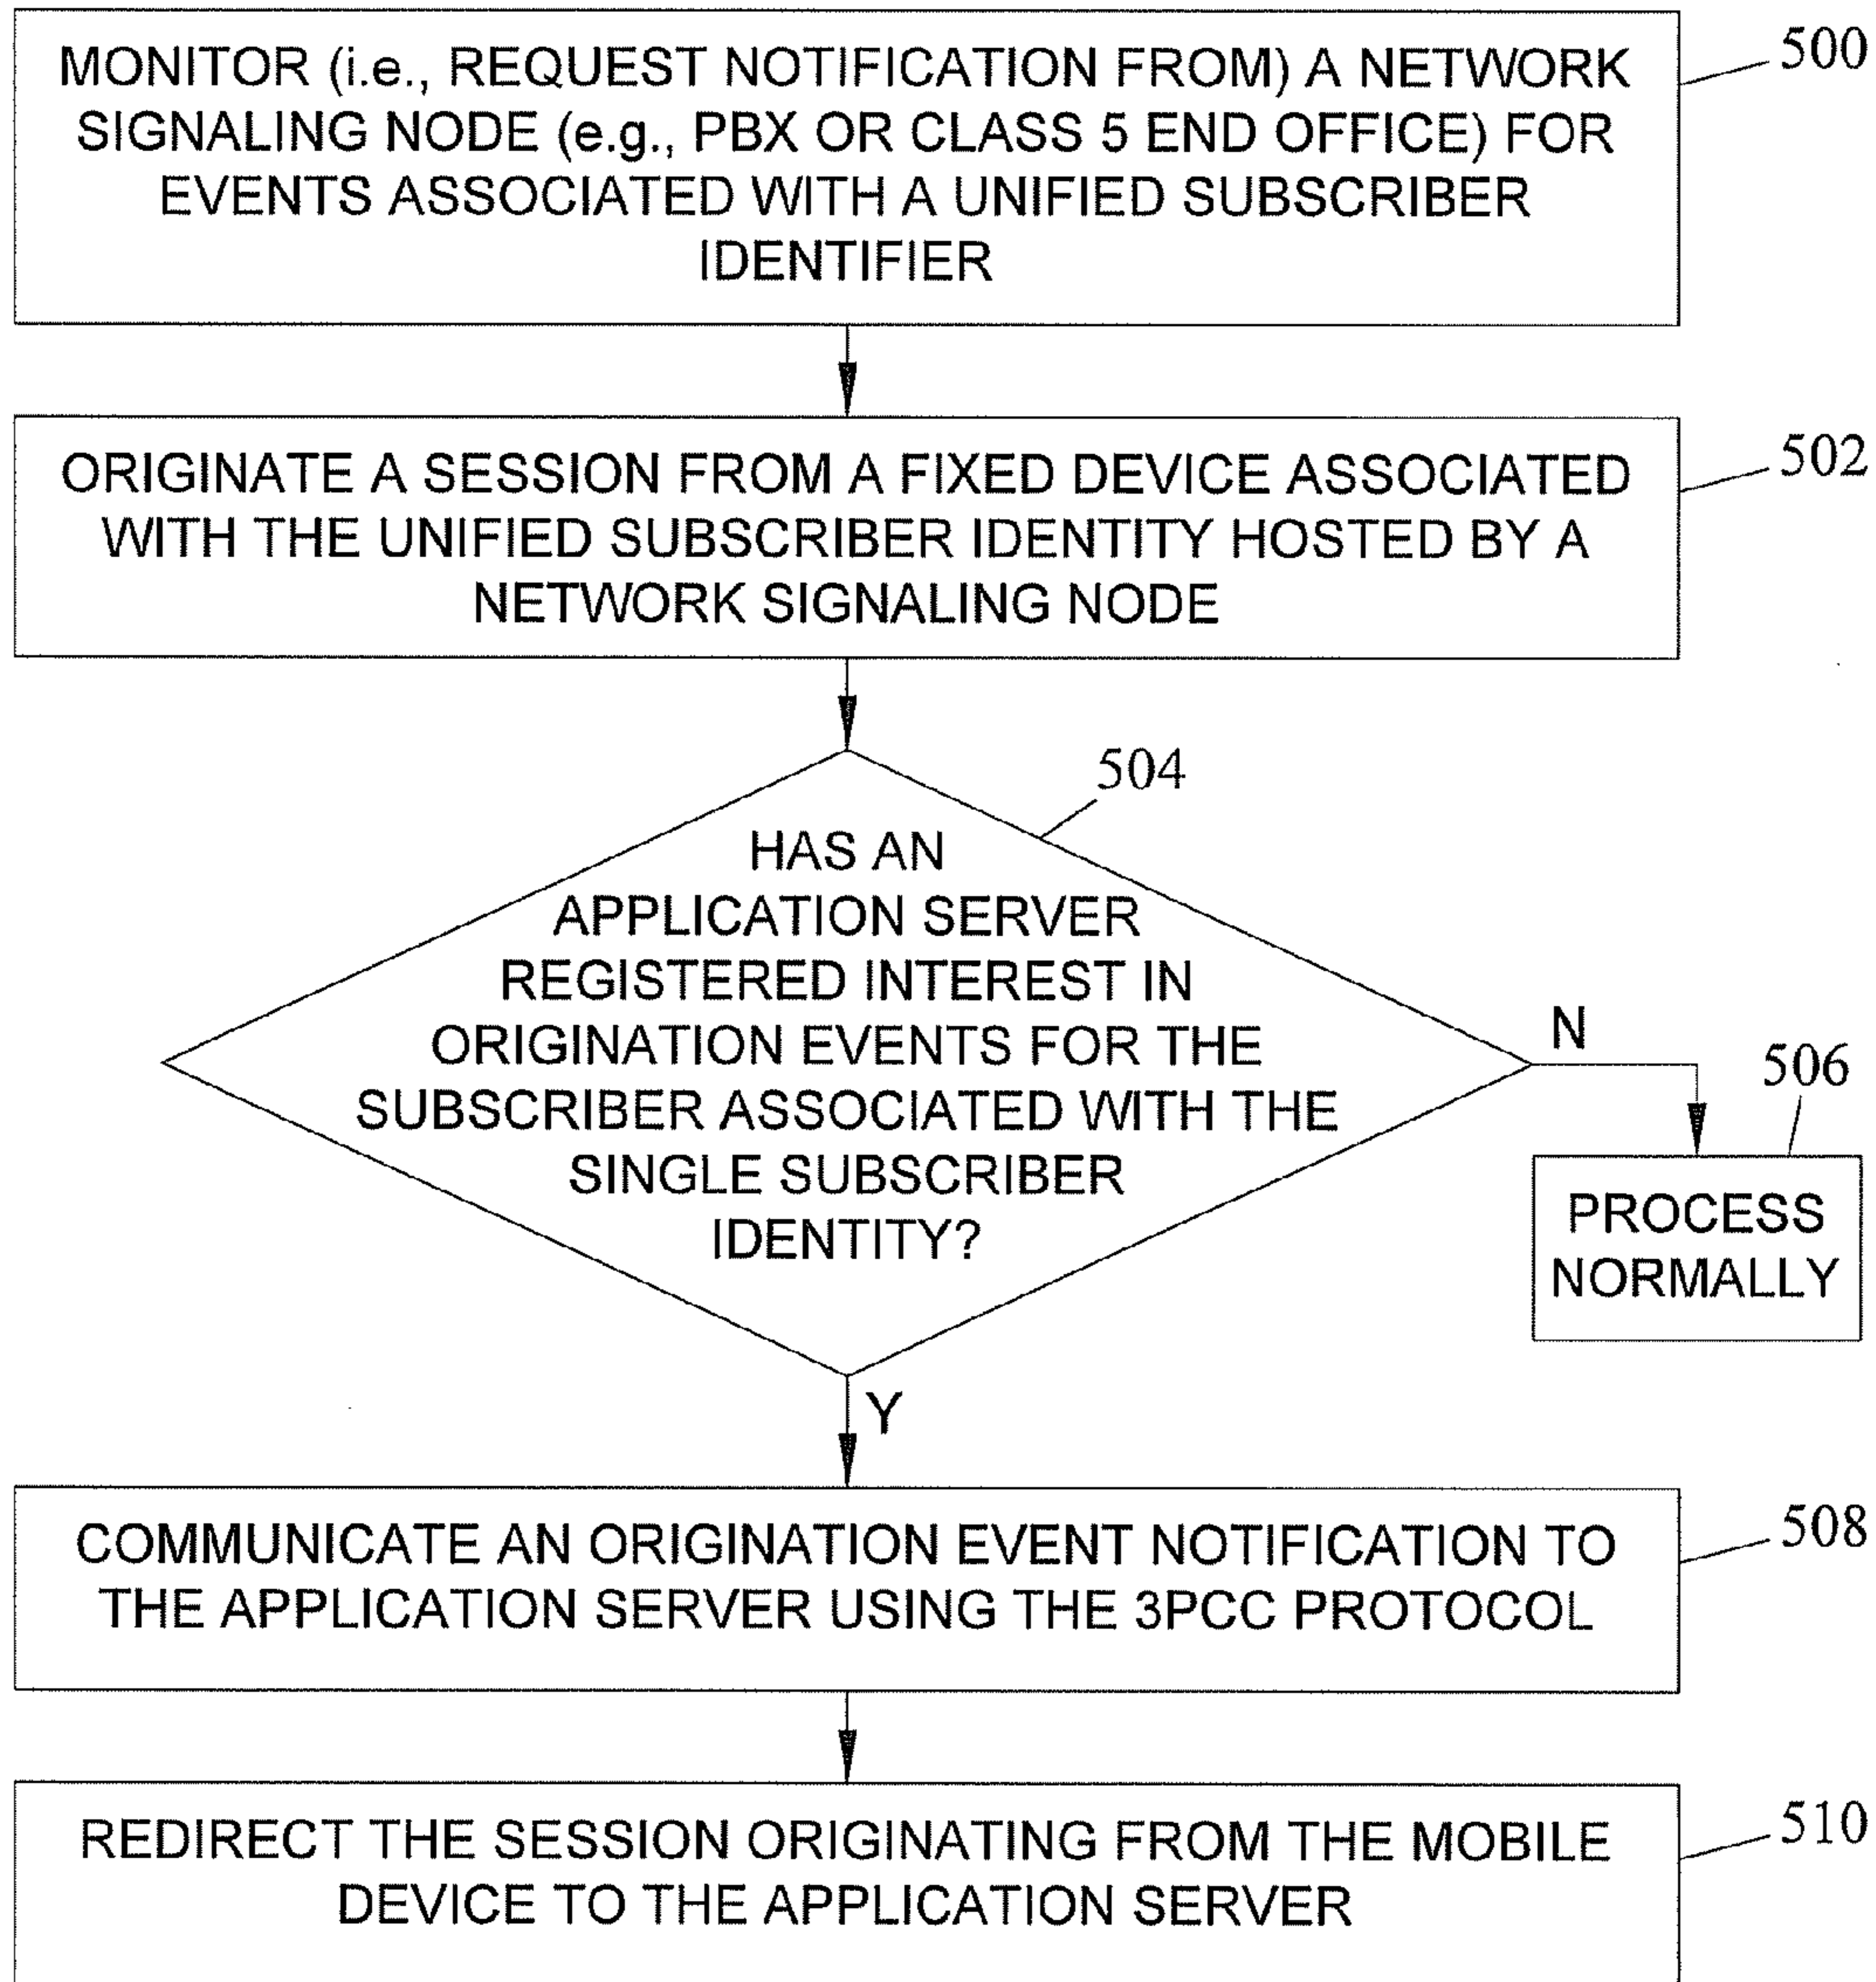 MONITOR (i.e., REQUEST NOTIFICATION FROM) A NETWORK
SIGNALING NODE (e.g., PBX OR CLASS 5 END OFFICE) FOR
EVENTS ASSOCIATED WITH A UNIFIED SUBSCRIBER
IDENTIFIER
500
ORIGINATE A SESSION FROM A FIXED DEVICE ASSOCIATED
WITH THE UNIFIED SUBSCRIBER IDENTITY HOSTED BY A
NETWORK SIGNALING NODE
502
504
HAS AN
APPLICATION SERVER
REGISTERED INTEREST IN
ORIGINATION EVENTS FOR THE
SUBSCRIBER ASSOCIATED WITH THE
SINGLE SUBSCRIBER
IDENTITY?
N
506
PROCESS
NORMALLY
Y
COMMUNICATE AN ORIGINATION EVENT NOTIFICATION TO
THE APPLICATION SERVER USING THE 3PCC PROTOCOL
508
REDIRECT THE SESSION ORIGINATING FROM THE MOBILE
DEVICE TO THE APPLICATION SERVER
510